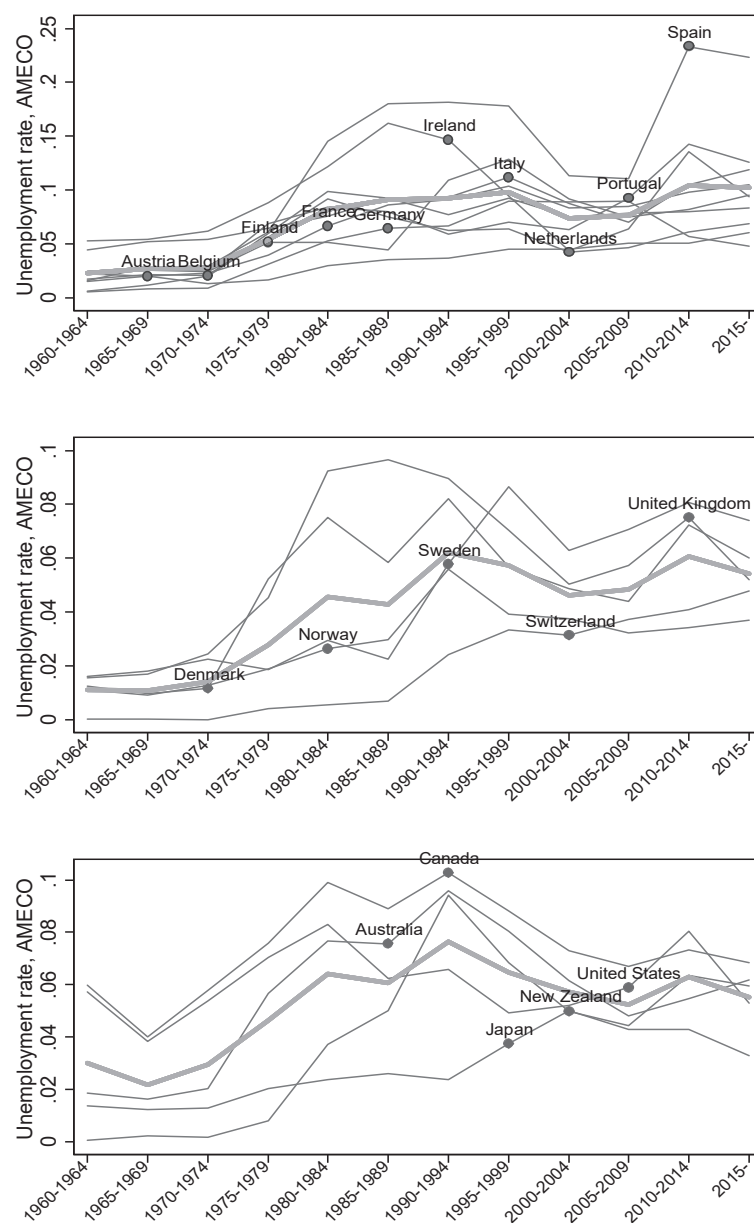 Unemployment rate, AMECO
.25
.2
.15
.1
.05
0
Spain
Ireland
Italy
Portugal
France
Germany
Finland
Netherlands
Austria
Belgium
1960-1964
1965-1969
1970-1974
1975-1979
1980-1984
1985-1989
1990-1994
1995-1999
2000-2004
2005-2009
2010-2014
2015-
Unemployment rate, AMECO
.1
.08
.06
.04
.02
0
United Kingdom
Sweden
Norway
Switzerland
Denmark
1960-1964
1965-1969
1970-1974
1975-1979
1980-1984
1985-1989
1990-1994
1995-1999
2000-2004
2005-2009
2010-2014
2015-
Unemployment rate, AMECO
.1
.08
.06
.04
.02
0
Canada
Australia
United States
New Zealand
Japan
1960-1964
1965-1969
1970-1974
1975-1979
1980-1984
1985-1989
1990-1994
1995-1999
2000-2004
2005-2009
2010-2014
2015-